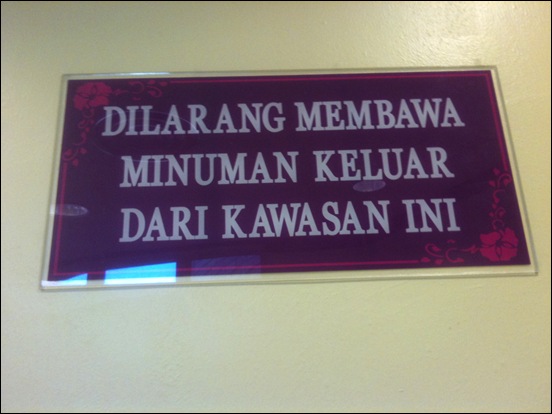 DILARANG MEMBAWA
MINUMAN KELUAR
DARI KAWASAN INI